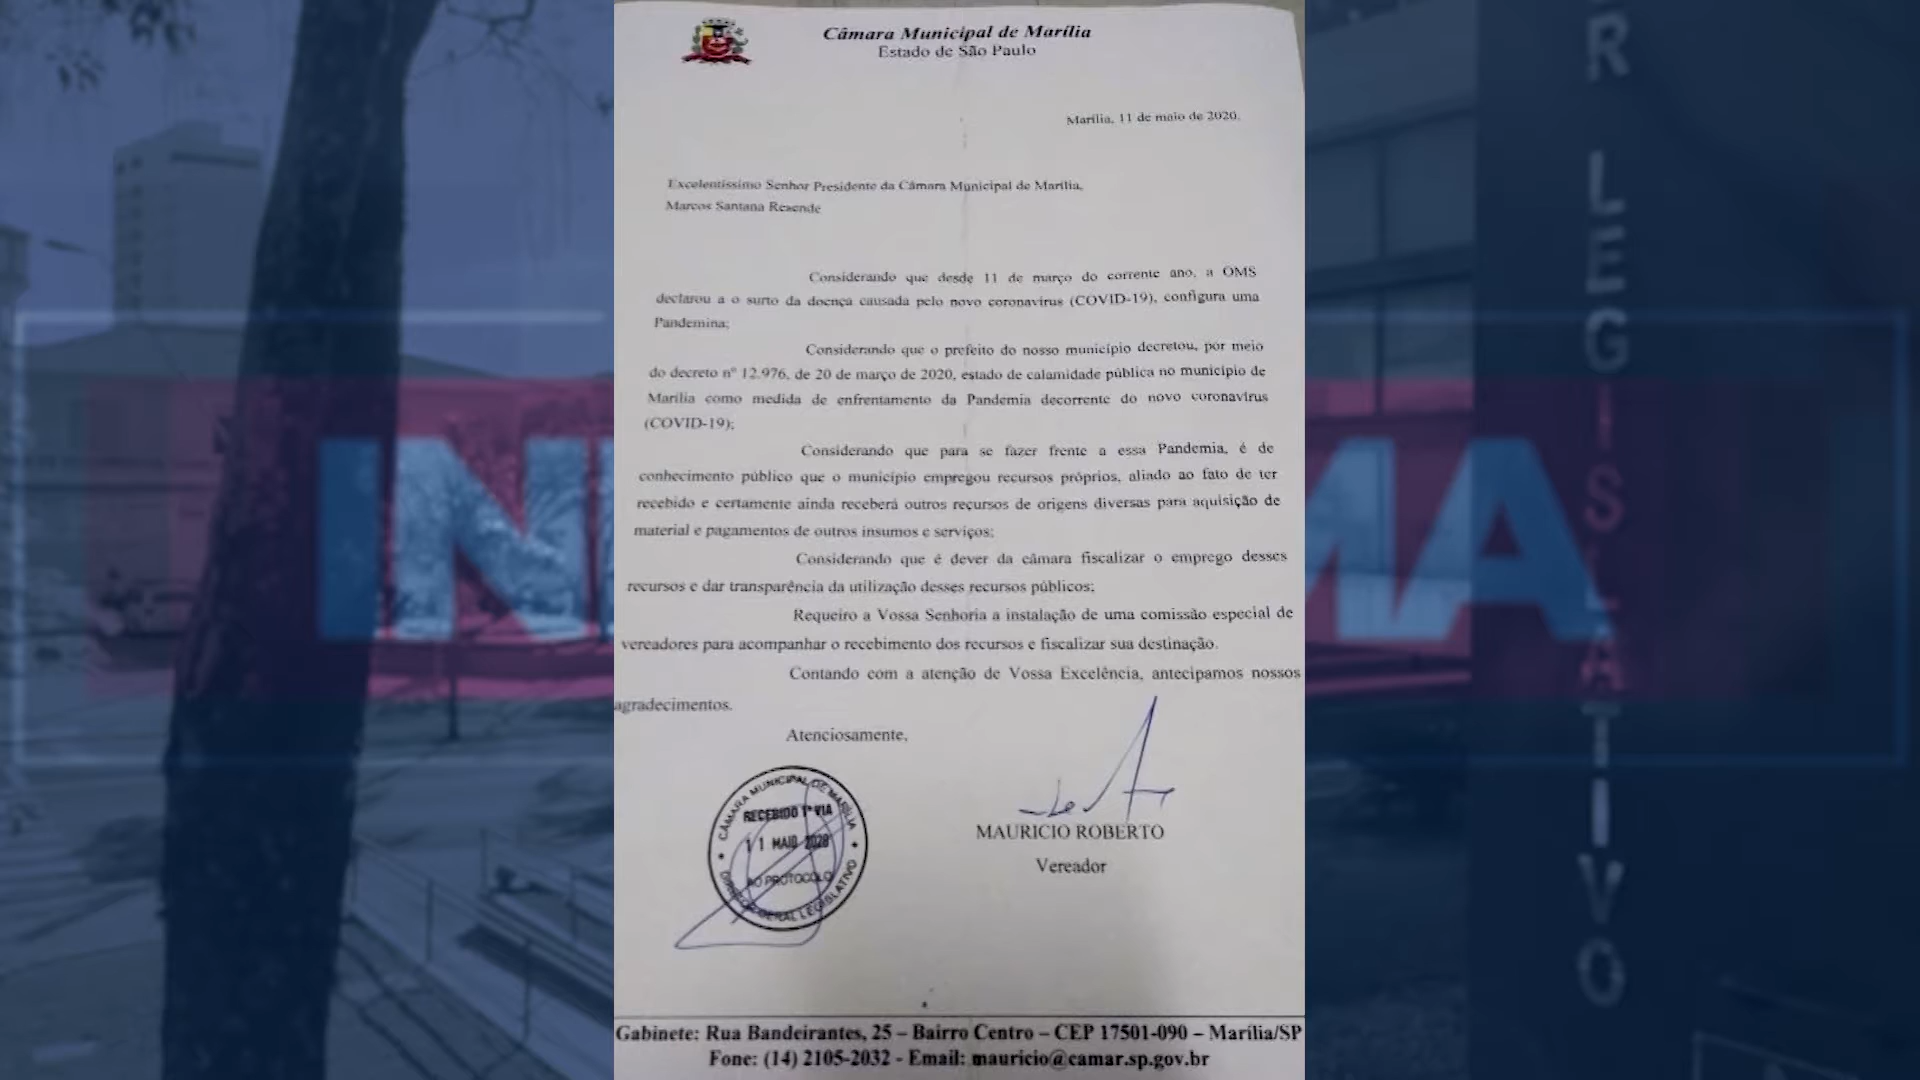 Câmara Municipal de Marília
Estado de São Paulo
Marília, 11 de maio de 2020.
Excelentíssimo Senhor Presidente da Câmara Municipal de Marília,
Marcos Santana Resende
Considerando que desde 11 de março do corrente ano, a OMS
declarou a o surto da doença causada pelo novo coronavírus (COVID-19), configura uma
Pandemina;
Considerando que o prefeito do nosso município decretou, por meio
do decreto nº 12.976, de 20 de março de 2020, estado de calamidade pública no município de
Marília como medida de enfrentamento da Pandemia decorrente do novo coronavírus
(COVID-19);
Considerando que para se fazer frente a essa Pandemia, é de
conhecimento público que o município empregou recursos próprios, aliado ao fato de ter
recebido e certamente ainda receberá outros recursos de origens diversas para aquisição de
material e pagamentos de outros insumos e serviços;
Considerando que é dever da câmara fiscalizar o emprego desses
recursos e dar transparência da utilização desses recursos públicos;
Requeiro a Vossa Senhoria a instalação de uma comissão especial de
vereadores para acompanhar o recebimento dos recursos e fiscalizar sua destinação.
Contando com a atenção de Vossa Excelência, antecipamos nossos
agradecimentos.
Atenciosamente,
CÂMARA MUNICIPAL DE MARÍLIA
RECEBIDO 1ª VIA
11 MAIO 2020
NO PROTOCOLO
DIRETOR GERAL LEGISLATIVO
MAURICIO ROBERTO
Vereador
Gabinete: Rua Bandeirantes, 25 – Bairro Centro – CEP 17501-090 – Marília/SP
Fone: (14) 2105-2032 - Email: mauricio@camar.sp.gov.br
IN
MA
R LEGISLATIVO